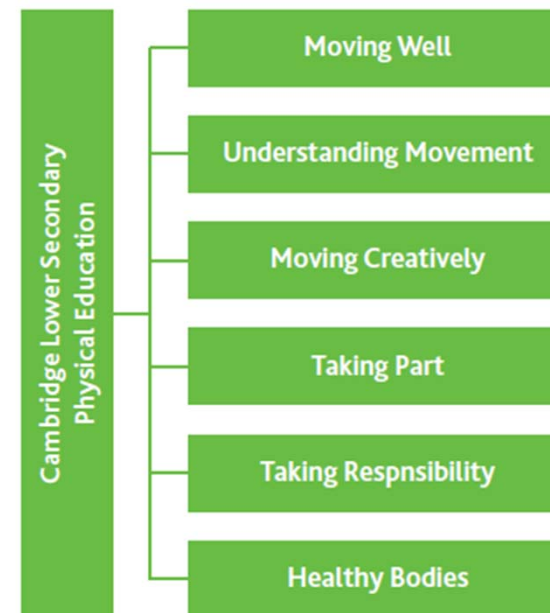 Cambridge Lower Secondary
Physical Education
Moving Well
Understanding Movement
Moving Creatively
Taking Part
Taking Respnsibility
Healthy Bodies